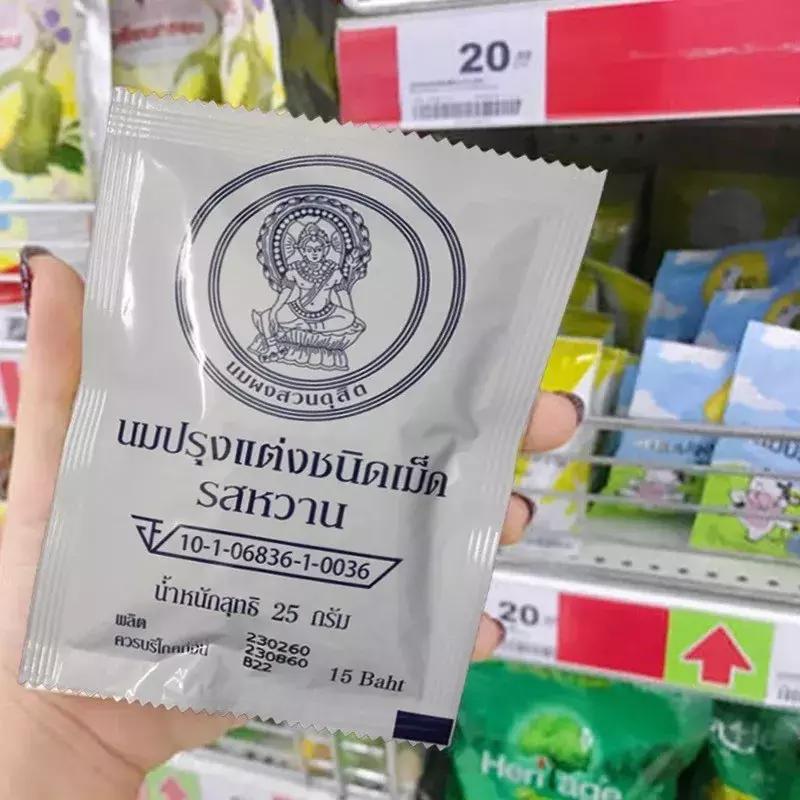 20
นมผงสวนดุสิต
นมปรุงแต่งชนิดเม็ด
รสหวาน
10-1-06836-1-0036
น้ำหนักสุทธิ 25 กรัม
ผลิต 230260
ควรบริโภคก่อน 230860
B22
15 Baht
20
Heritage